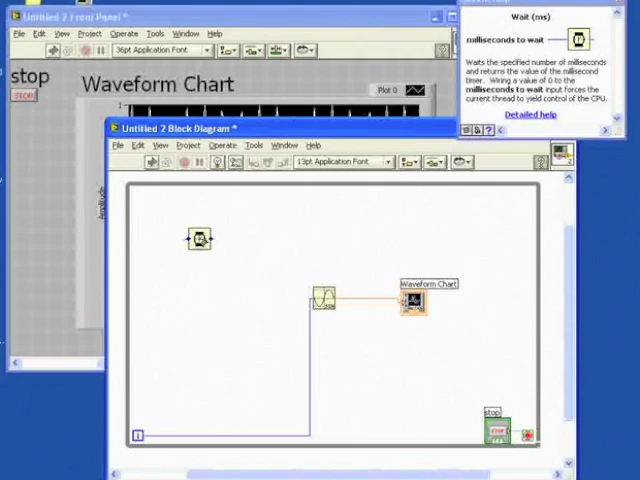 Untitled 2 Front Panel *
File Edit View Project Operate Tools Window Help
36pt Application Font
stop
STOP
Waveform Chart
Plot 0
1
Amplitude
Wait (ms)
milliseconds to wait
Waits the specified number of milliseconds
and returns the value of the millisecond
timer. Wiring a value of 0 to the
milliseconds to wait input forces the
current thread to yield control of the CPU.
Detailed help
?
Untitled 2 Block Diagram *
File Edit View Project Operate Tools Window Help
13pt Application Font
?
2
Waveform Chart
stop
STOP
i